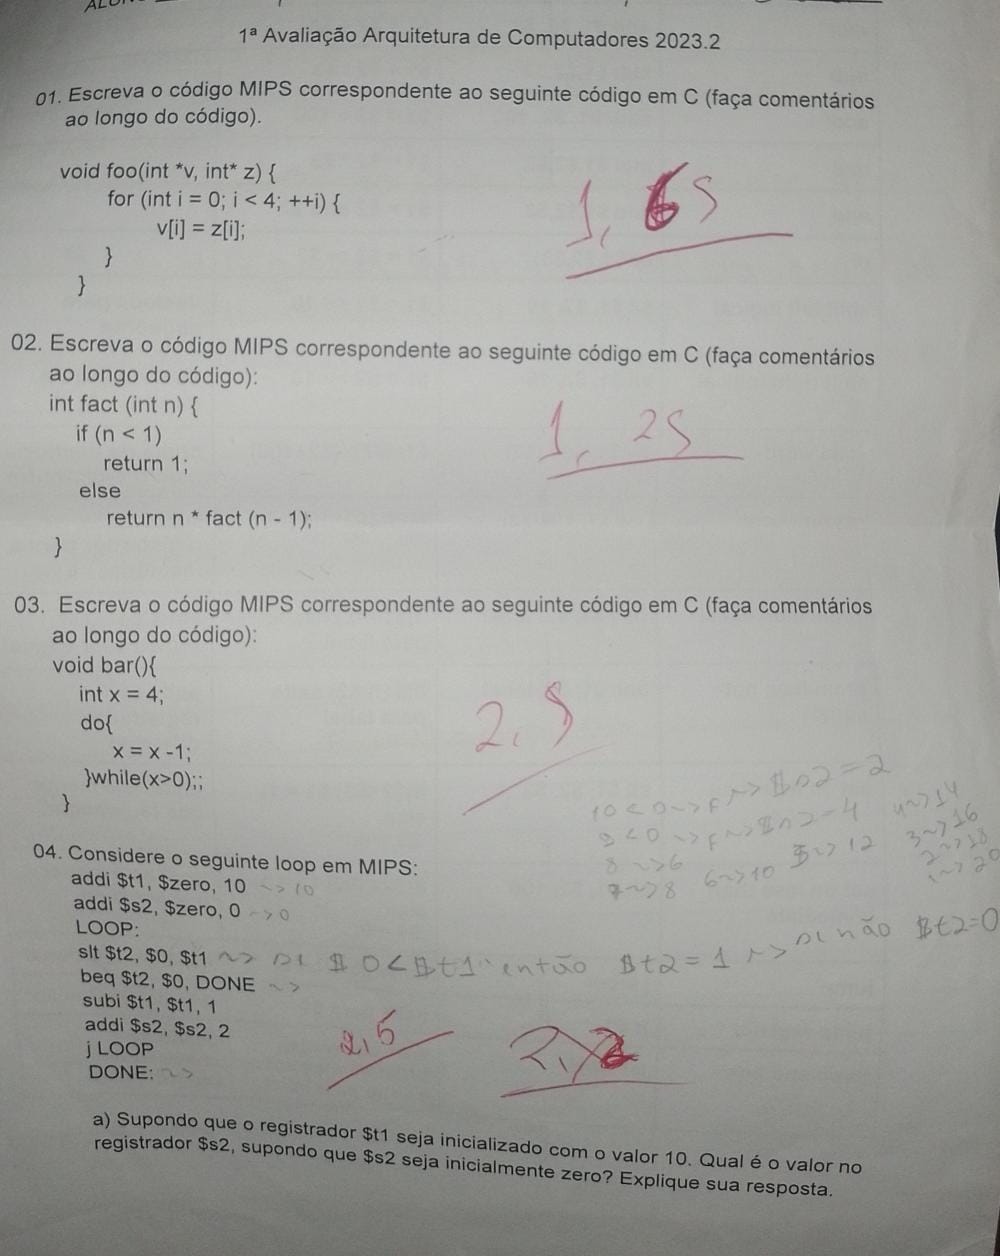 1ª Avaliação Arquitetura de Computadores 2023.2
01. Escreva o código MIPS correspondente ao seguinte código em C (faça comentários
ao longo do código).
void foo(int *v, int* z) {
for (int i = 0; i < 4; ++i) {
v[i] = z[i];
}
}
1,65
02. Escreva o código MIPS correspondente ao seguinte código em C (faça comentários
ao longo do código):
int fact (int n) {
if (n < 1)
return 1;
else
return n * fact (n - 1);
}
1,25
03. Escreva o código MIPS correspondente ao seguinte código em C (faça comentários
ao longo do código):
void bar(){
int x = 4;
do{
x = x -1;
}while(x>0);;
}
2,5
10 < 0 ~> F ~> $s2 = 2
9 < 0 ~> F ~> $s2 = 4
8 ~> 6
7 ~> 8
6 ~> 10
5 ~> 12
4 ~> 14
3 ~> 16
2 ~> 18
1 ~> 20
04. Considere o seguinte loop em MIPS:
addi $t1, $zero, 10 ~> 10
addi $s2, $zero, 0 ~> 0
LOOP:
slt $t2, $0, $t1 ~> se $0 < $t1 então $t2 = 1 ~> se não $t2=0
beq $t2, $0, DONE ~>
subi $t1, $t1, 1
addi $s2, $s2, 2
j LOOP
DONE: ~>
2,5
a) Supondo que o registrador $t1 seja inicializado com o valor 10. Qual é o valor no
registrador $s2, supondo que $s2 seja inicialmente zero? Explique sua resposta.